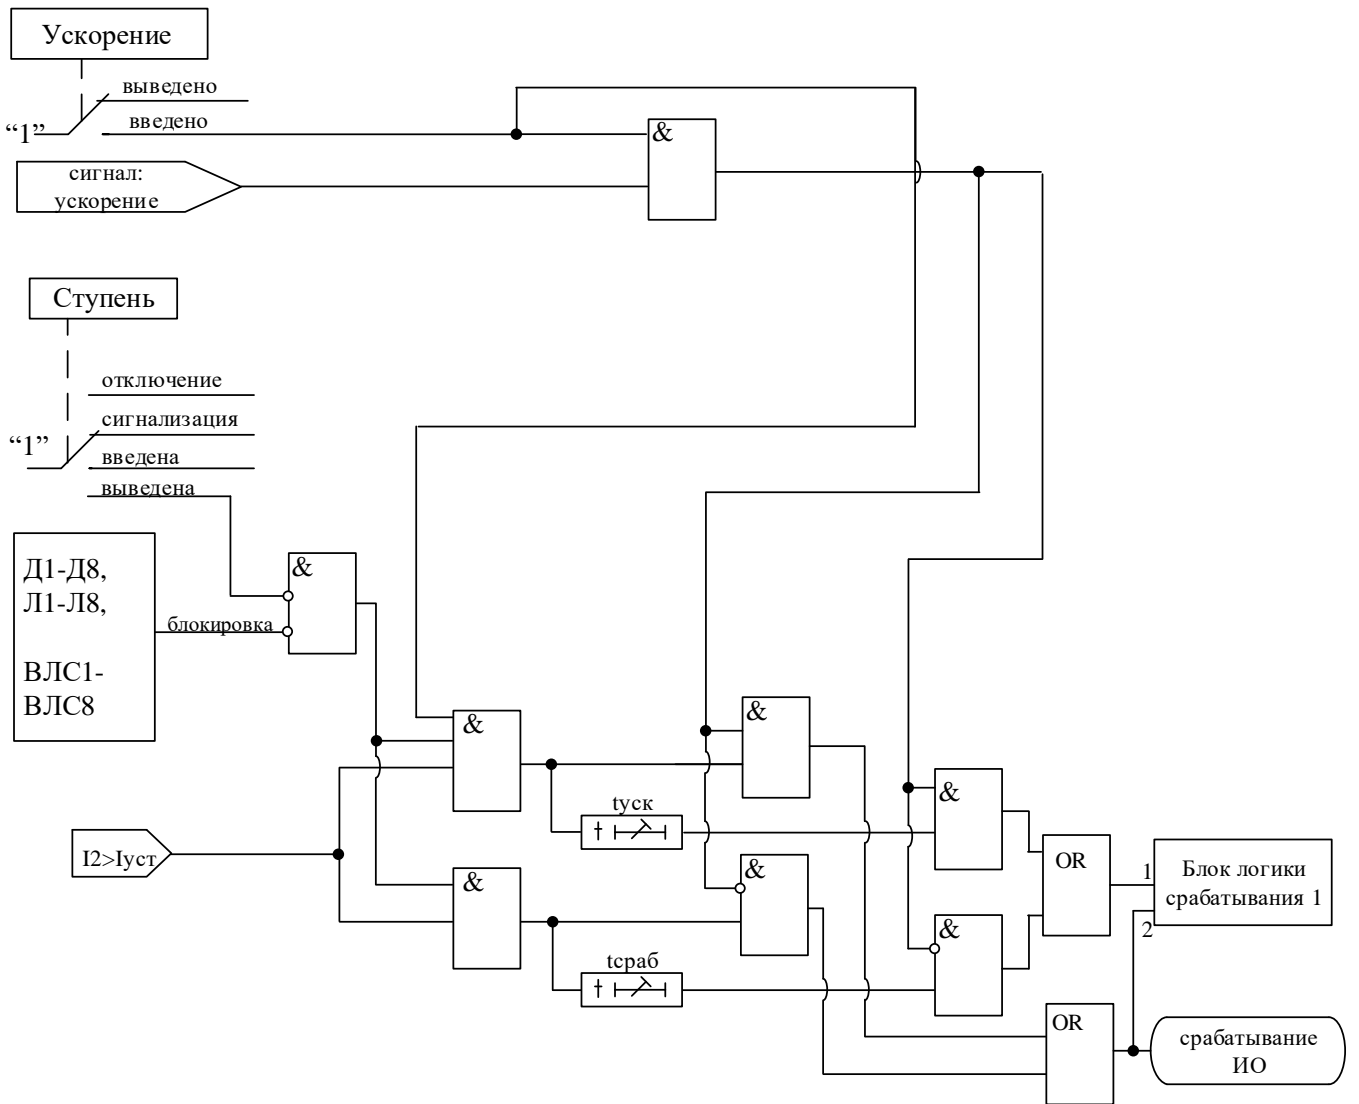 Ускорение
выведено
“1”
введено
&
сигнал:
ускорение
Ступень
отключение
сигнализация
“1”
введена
выведена
&
Д1-Д8,
Л1-Л8,
блокировка
ВЛС1-
ВЛС8
&
&
&
tуск
I2>Iуст
OR
1
Блок логики
срабатывания 1
&
&
2
&
tсраб
OR
срабатывание
ИО